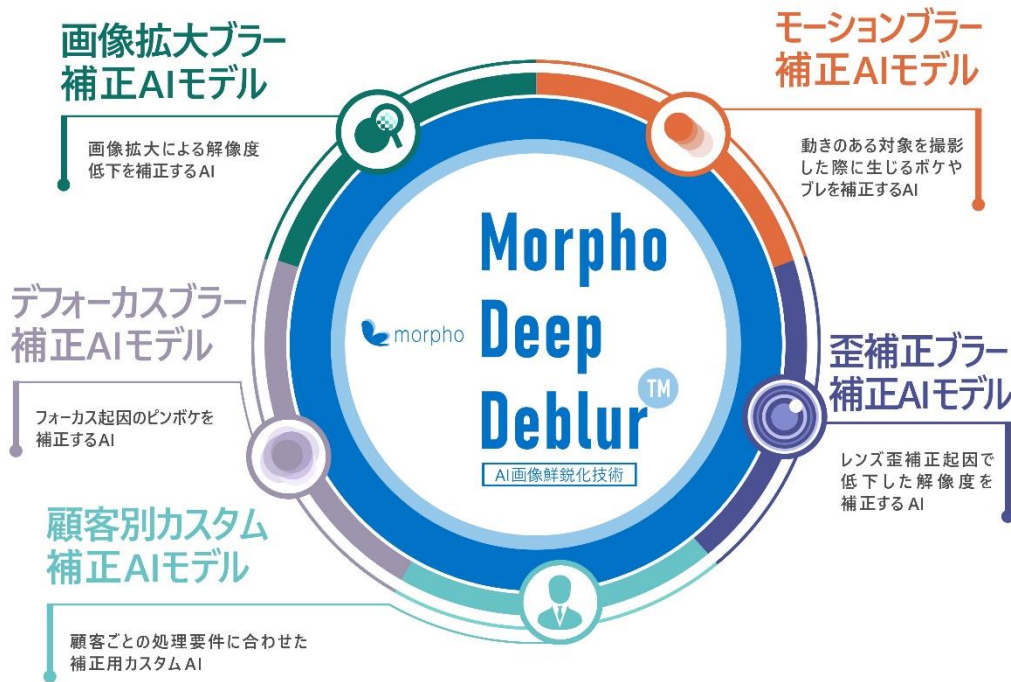 画像拡大ブラー
補正AIモデル
画像拡大による解像度
低下を補正するAI
モーションブラー
補正AIモデル
動きのある対象を撮影
した際に生じるボケや
ブレを補正するAI
デフォーカスブラー
補正AIモデル
フォーカス起因のピンボケを
補正するAI
morpho
Morpho
Deep
Deblur
TM
AI画像鮮鋭化技術
歪補正ブラー
補正AIモデル
レンズ歪補正起因で
低下した解像度を
補正するAI
顧客別カスタム
補正AIモデル
顧客ごとの処理要件に合わせた
補正用カスタムAI